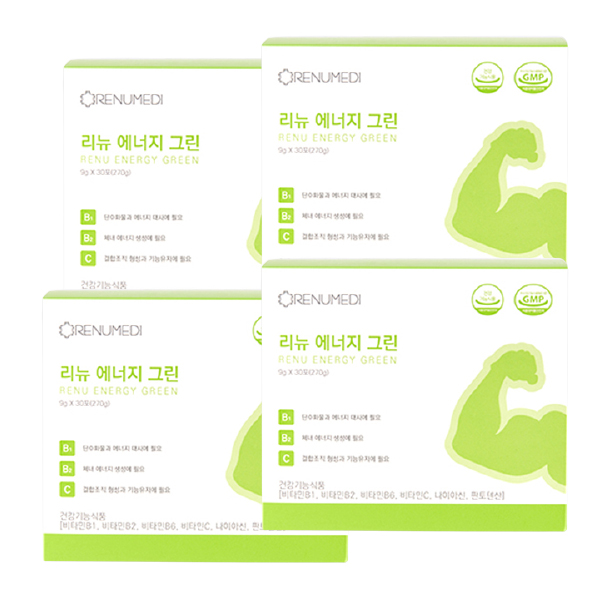 RENUMEDI
리뉴 에너지 그린
RENU ENERGY GREEN
9g X 30포(270g)
B1 탄수화물과 에너지 대사에 필요
B2 체내 에너지 생성에 필요
C 결합조직 형성과 기능유지에 필요
건강기능식품
RENUMEDI
GMP
리뉴 에너지 그린
RENU ENERGY GREEN
9g X 30포(270g)
B1 탄수화물과 에너지 대사에 필요
B2 체내 에너지 생성에 필요
C 결합조직 형성과 기능유지에 필요
RENUMEDI
리뉴 에너지 그린
RENU ENERGY GREEN
9g X 30포(270g)
B1 탄수화물과 에너지 대사에 필요
B2 체내 에너지 생성에 필요
C 결합조직 형성과 기능유지에 필요
건강기능식품
[비타민B1, 비타민B2, 비타민B6, 비타민C, 나이아신, 판토
RENUMEDI
GMP
리뉴 에너지 그린
RENU ENERGY GREEN
9g X 30포(270g)
B1 탄수화물과 에너지 대사에 필요
B2 체내 에너지 생성에 필요
C 결합조직 형성과 기능유지에 필요
건강기능식품
[비타민B1, 비타민B2, 비타민B6, 비타민C, 나이아신, 판토텐산]